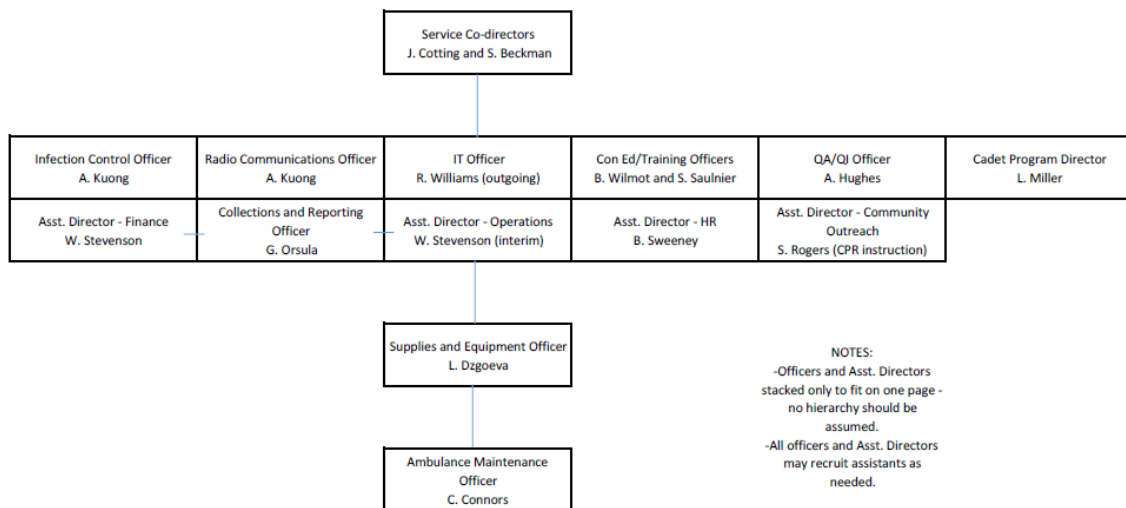 Service Co-directors
J. Cotting and S. Beckman
Infection Control Officer
A. Kuong
Radio Communications Officer
A. Kuong
IT Officer
R. Williams (outgoing)
Con Ed/Training Officers
B. Wilmot and S. Saulnier
QA/QI Officer
A. Hughes
Cadet Program Director
L. Miller
Asst. Director - Finance
W. Stevenson
Collections and Reporting
Officer
G. Orsula
Asst. Director - Operations
W. Stevenson (interim)
Asst. Director - HR
B. Sweeney
Asst. Director - Community
Outreach
S. Rogers (CPR instruction)
Supplies and Equipment Officer
L. Dzgoeva
Ambulance Maintenance
Officer
C. Connors
NOTES:
-Officers and Asst. Directors
stacked only to fit on one page -
no hierarchy should be
assumed.
-All officers and Asst. Directors
may recruit assistants as
needed.